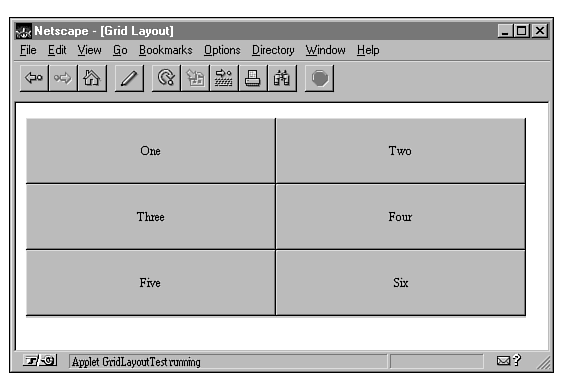 Netscape - [Grid Layout]
File Edit View Go Bookmarks Options Directory Window Help
One Two
Three Four
Five Six
Applet GridLayoutTest running
?